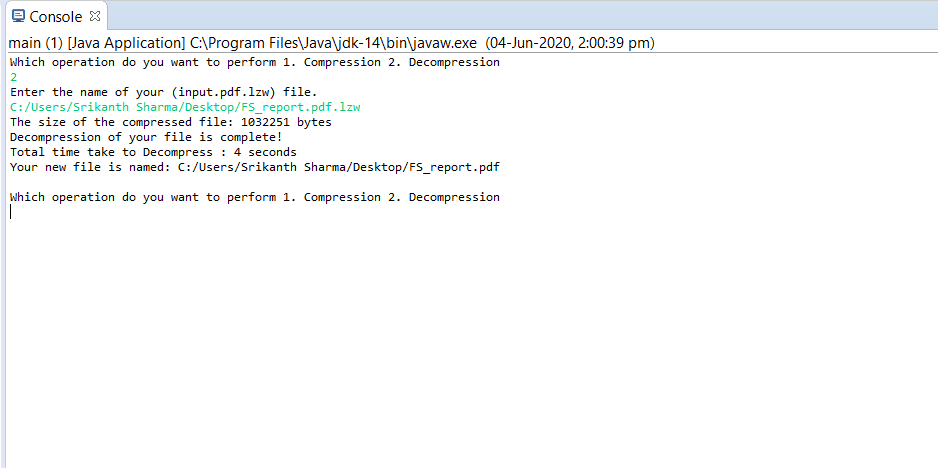 Console
main (1) [Java Application] C:\Program Files\Java\jdk-14\bin\javaw.exe (04-Jun-2020, 2:00:39 pm)
Which operation do you want to perform 1. Compression 2. Decompression
2
Enter the name of your (input.pdf.lzw) file.
C:/Users/Srikanth Sharma/Desktop/FS_report.pdf.lzw
The size of the compressed file: 1032251 bytes
Decompression of your file is complete!
Total time take to Decompress : 4 seconds
Your new file is named: C:/Users/Srikanth Sharma/Desktop/FS_report.pdf
Which operation do you want to perform 1. Compression 2. Decompression